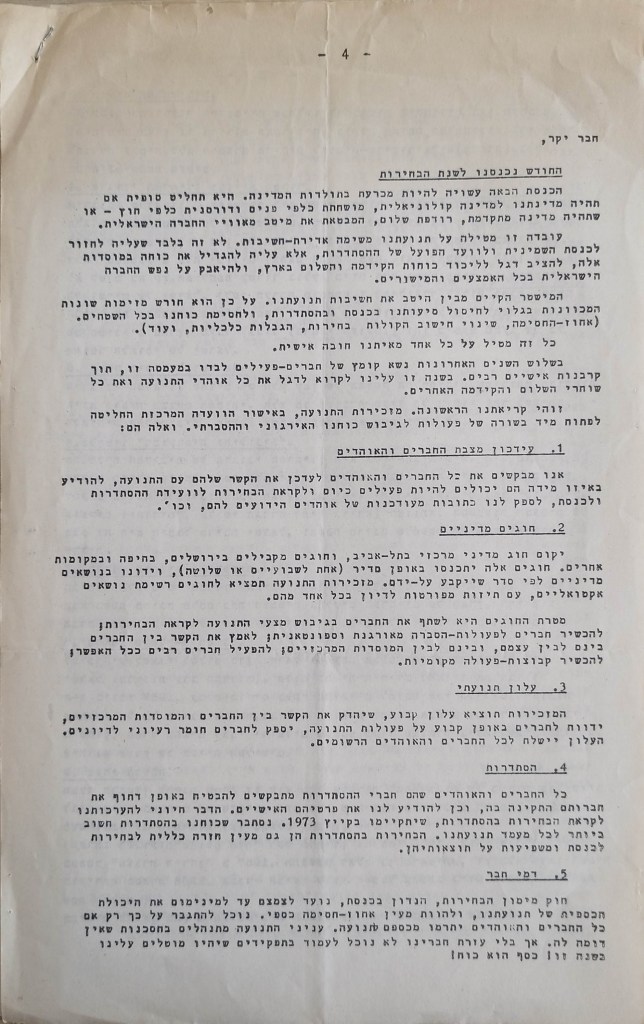 - 4 -
חבר יקר,
החודש נכנסנו לשנת הבחירות
הכנסת הבאה עשויה להיות מכרעת בתולדות המדינה. היא תחליט סופית אם
תהיה מדינתנו למדינה קולוניאלית, מושחתת כלפי פנים ודורסנית כלפי חוץ - או
שתהיה מדינה מתקדמת, רודפת שלום, המבטאת את מיטב מאוויי החברה הישראלית.
עובדה זו מטילה על תנועתנו משימה אדירת-חשיבות. לא זה בלבד שעליה לחזור
לכנסת השמינית ולוועד הפועל של ההסתדרות, אלא עליה להגדיל את כוחה במוסדות
אלה, להציב דגל לליכוד כוחות הקידמה והשלום בארץ, ולהיאבק על נפש החברה
הישראלית בכל האמצעים והמישורים.
המישטר הקיים מבין היטב את חשיבות תנועתנו. על כן הוא חורש מזימות שונות
המכוונות בגלוי לחיסול סיעותנו בכנסת ובהסתדרות, ולחסימת כוחנו בכל השטחים.
(אחוז-החסימה, שינוי חישוב הקולות בחירות, הגבלות כלכליות, ועוד).
כל זה מטיל על כל אחד מאיתנו חובה אישית.
בשלוש השנים האחרונות נשא קומץ של חברים-פעילים לבדו במעמסה זו, תוך
קרבנות אישיים רבים. בשנה זו עלינו לקרוא לדגל את כל אוהדי התנועה ואת כל
שוחרי השלום והקידמה האחרים.
זוהי קריאתנו הראשונה. מזכירות התנועה, באישור הוועדה המרכזת החליטה
לפתוח מיד בשורה של פעולות לגיבוש כוחנו האירגוני וההסברתי. ואלה הם:
1. עידכון מצבת החברים והאוהדים
אנו מבקשים את כל החברים והאוהדים לעדכן את הקשר שלהם עם התנועה, להודיע
באיזו מידה הם יכולים להיות פעילים כיום ולקראת הבחירות לוועידת ההסתדרות
ולכנסת, לספק לנו כתובות מעודכנות של אוהדים הידועים להם, וכו'.
2. חוגים מדיניים
יקום חוג מדיני מרכזי בתל-אביב, וחוגים מקבילים בירושלים, בחיפה ובמקומות
אחרים. חוגים אלה יתכנסו באופן סדיר (אחת לשבועיים או שלושה), וידונו בנושאים
מדיניים לפי סדר שייקבע על-ידם. מזכירות התנועה תמציא לחוגים רשימת נושאים
אקטואליים, עם תיזות מפורטות לדיון בכל אחד מהם.
מטרת החוגים היא לשתף את החברים בגיבוש מצעי התנועה לקראת הבחירות;
להכשיר חברים לפעולות-הסברה מאורגנת וספונטאנית; לאמץ את הקשר בין החברים
בינם לבין עצמם, ובינם לבין המוסדות המרכזיים; להפעיל חברים רבים ככל האפשר;
להכשיר קבוצות-פעולה מקומיות.
3. עלון תנועתי
המזכירות תוציא עלון קבוע, שיהדק את הקשר בין החברים והמוסדות המרכזיים,
ידווח לחברים באופן קבוע על פעולות התנועה, יספק לחברים חומר רעיוני לדיונים.
העלון יישלח לכל החברים והאוהדים הרשומים.
4. הסתדרות
כל החברים והאוהדים שהם חברי ההסתדרות מתבקשים להבטיח באופן דחוף את
חברותם התקינה בה, וכן להודיע לנו את פרטיהם האישיים. הדבר חיוני להערכותנו
לקראת הבחירות בהסתדרות, שיתקיימו בקייץ 1973. נסתבר שכוחנו בהסתדרות חשוב
ביותר לכל מעמד תנועתנו. הבחירות בהסתדרות הן גם מעין חזרה כללית לבחירות
לכנסת ומשפיעות על תוצאותיהן.
5. דמי חבר
חוק מימון הבחירות, הנדון בכנסת, נועד לצמצם עד למינימום את היכולת
הכספית של תנועתנו, ולהוות מעין אחוז-חסימה כספי. נוכל להתגבר על כך רק אם
כל החברים והאוהדים יתרמו מכספם לתנועה. עניני התנועה מתנהלים בחסכנות שאין
דומה לה. אך בלי עזרת חברינו לא נוכל לעמוד בתפקידים שיהיו מוטלים עלינו
בשנה זו! כסף הוא כוח!